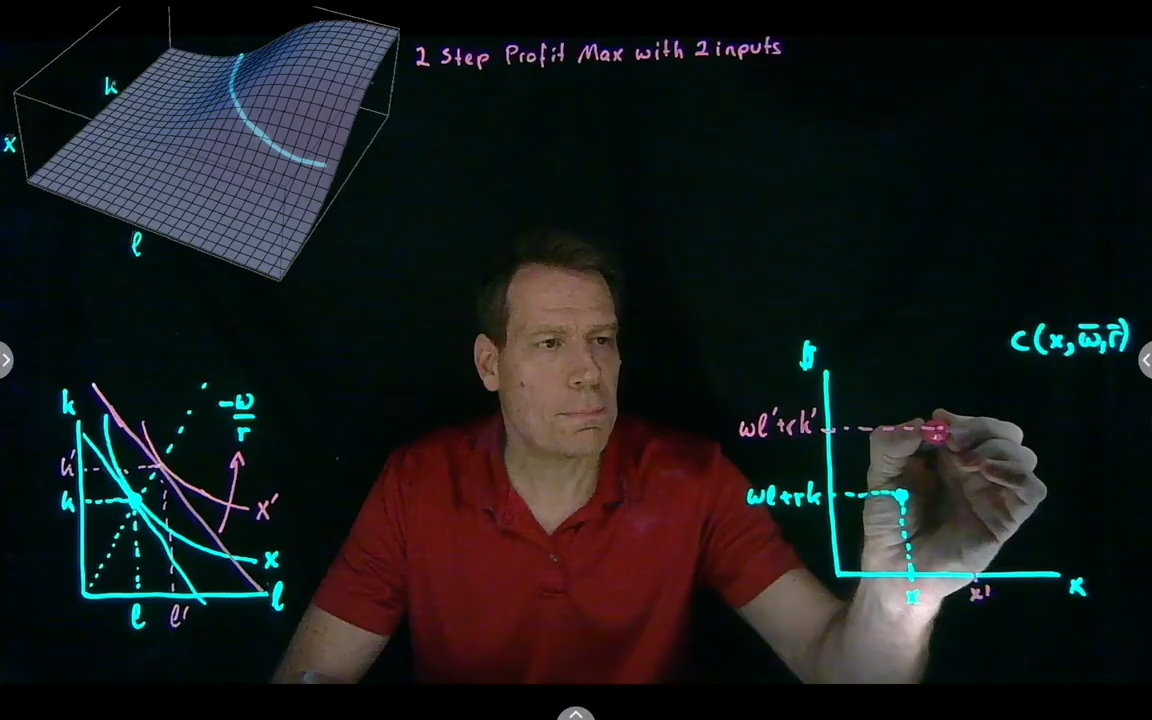 2 Step Profit Max with 2 inputs
k
x
l
k
-w/r
k'
k
x'
x
l
l
l'
$
C(x, w̄, r̄)
wl'+rk'
wl+rk
x
x'
x